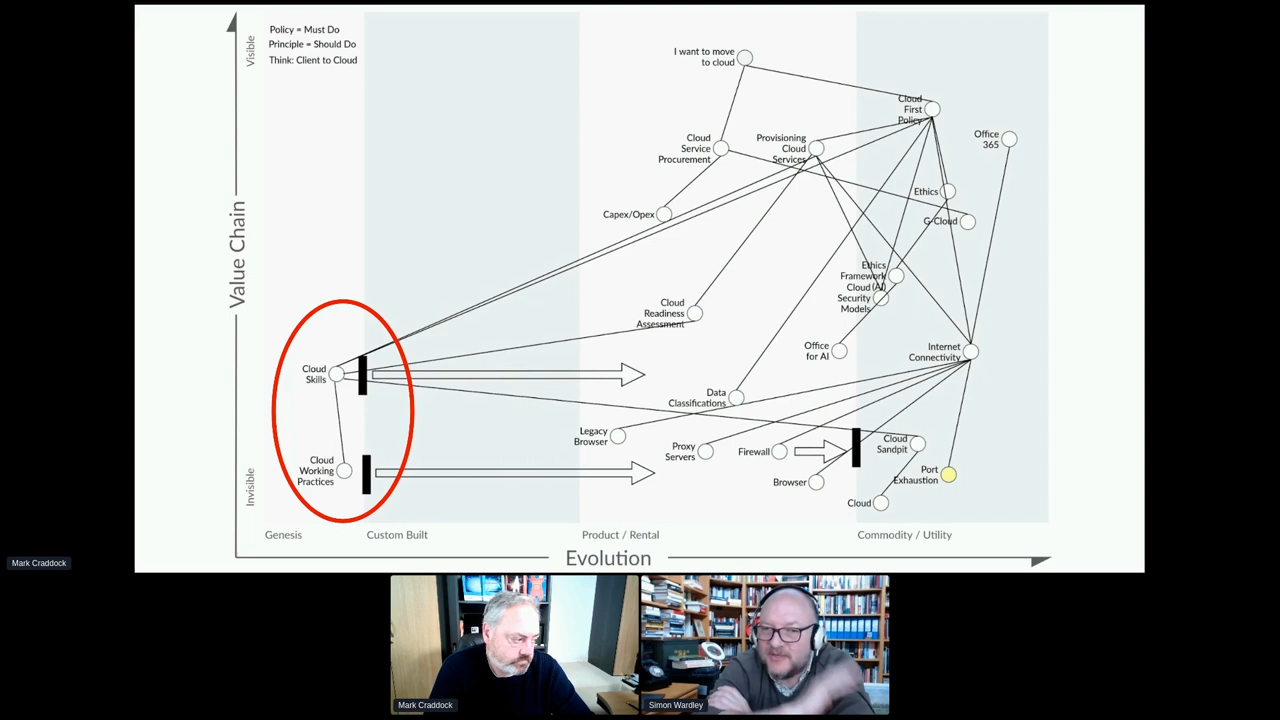 Policy = Must Do
Principle = Should Do
Think: Client to Cloud
Visible
Value Chain
Invisible
I want to move
to cloud
Cloud
First
Policy
Office
365
Cloud
Service
Procurement
Provisioning
Cloud
Services
Ethics
Capex/Opex
G-Cloud
Ethics
Framework
(AI)
Cloud
Security
Models
Cloud
Readiness
Assessment
Office
for AI
Internet
Connectivity
Cloud
Skills
Data
Classifications
Legacy
Browser
Proxy
Servers
Firewall
Cloud
Sandpit
Cloud
Working
Practices
Browser
Port
Exhaustion
Cloud
Genesis
Custom Built
Product / Rental
Commodity / Utility
Evolution
Mark Craddock
Mark Craddock
Simon Wardley